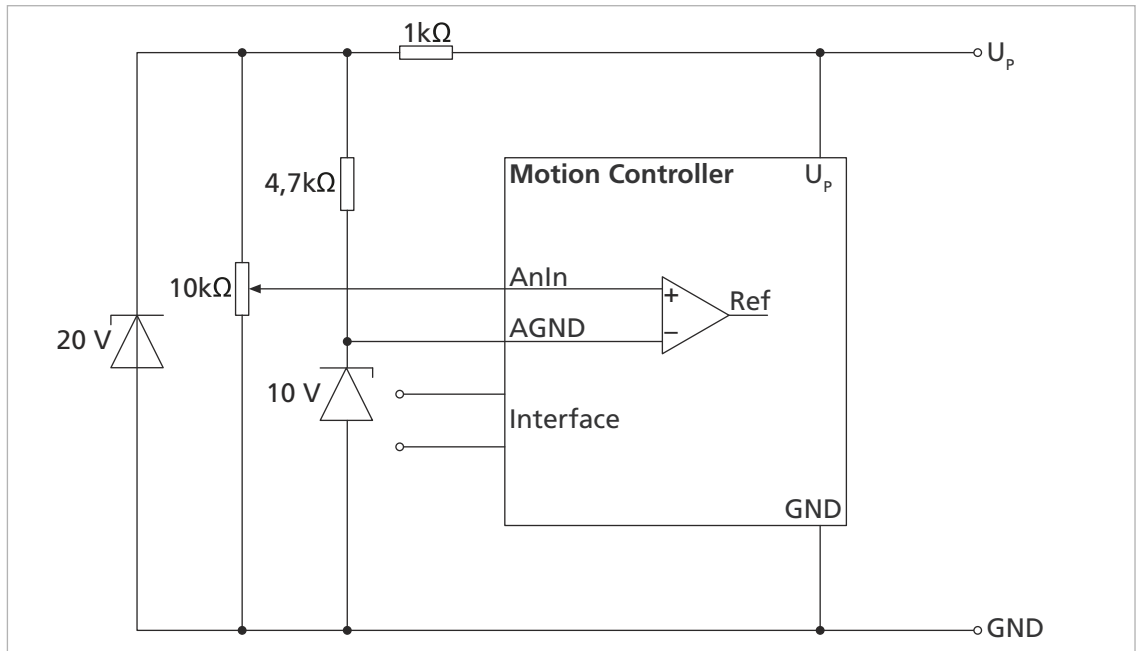 1kΩ
U_P
4,7kΩ
Motion Controller
U_P
10kΩ
AnIn
+
Ref
20 V
AGND
−
10 V
Interface
GND
GND